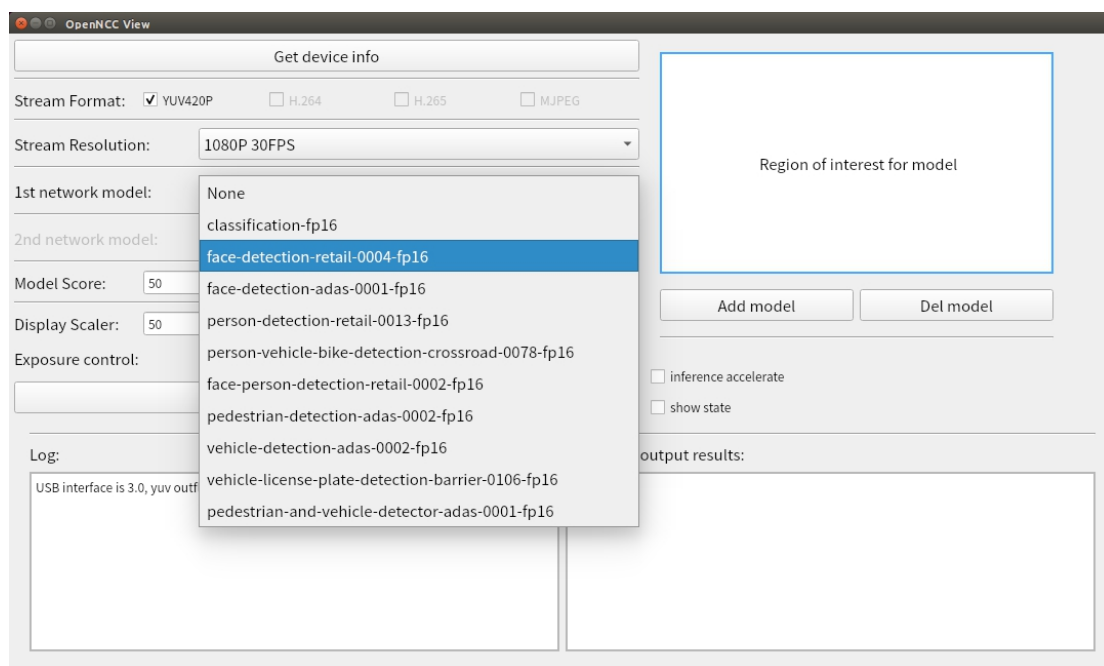 OpenNCC View
Get device info
Stream Format: YUV420P H.264 H.265 MJPEG
Stream Resolution: 1080P 30FPS
1st network model:
None
classification-fp16
2nd network model:
face-detection-retail-0004-fp16
face-detection-adas-0001-fp16
person-detection-retail-0013-fp16
person-vehicle-bike-detection-crossroad-0078-fp16
face-person-detection-retail-0002-fp16
pedestrian-detection-adas-0002-fp16
vehicle-detection-adas-0002-fp16
vehicle-license-plate-detection-barrier-0106-fp16
pedestrian-and-vehicle-detector-adas-0001-fp16
Model Score: 50
Display Scaler: 50
Exposure control:
Region of interest for model
Add model Del model
inference accelerate
show state
Log:
USB interface is 3.0, yuv
output results: